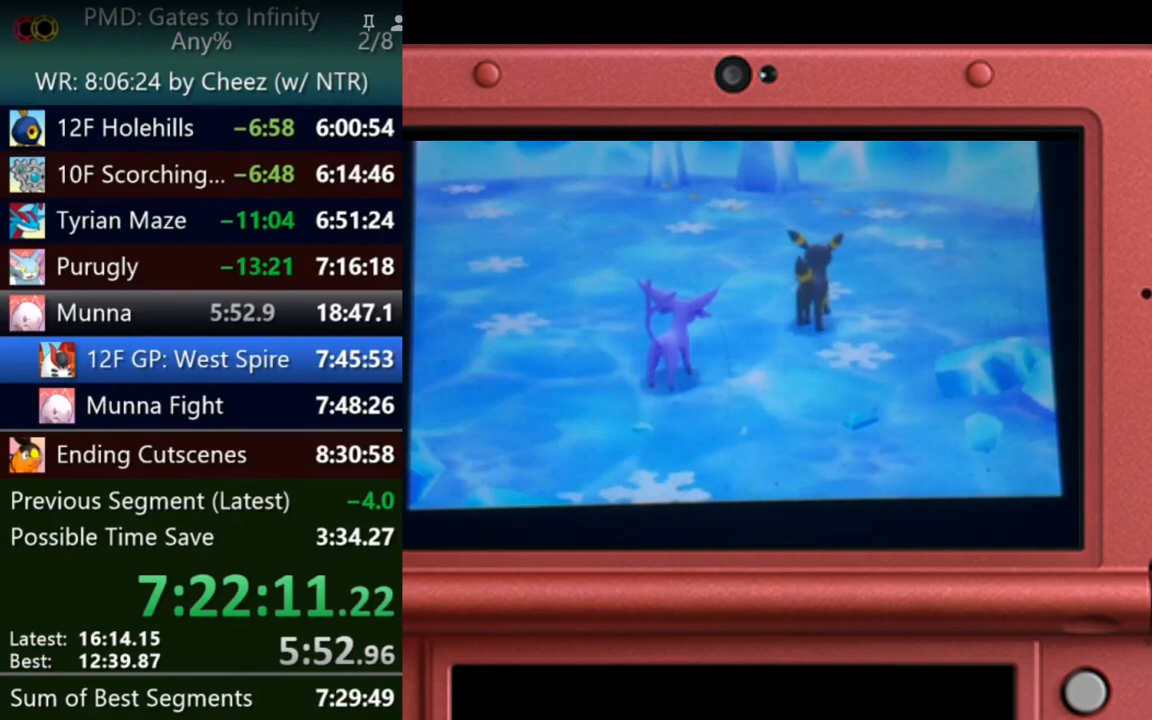 PMD: Gates to Infinity
Any% 2/8
WR: 8:06:24 by Cheez (w/ NTR)
12F Holehills −6:58 6:00:54
10F Scorching... −6:48 6:14:46
Tyrian Maze −11:04 6:51:24
Purugly −13:21 7:16:18
Munna 5:52.9 18:47.1
12F GP: West Spire 7:45:53
Munna Fight 7:48:26
Ending Cutscenes 8:30:58
Previous Segment (Latest) −4.0
Possible Time Save 3:34.27
7:22:11.22
Latest: 16:14.15
Best: 12:39.87
5:52.96
Sum of Best Segments 7:29:49